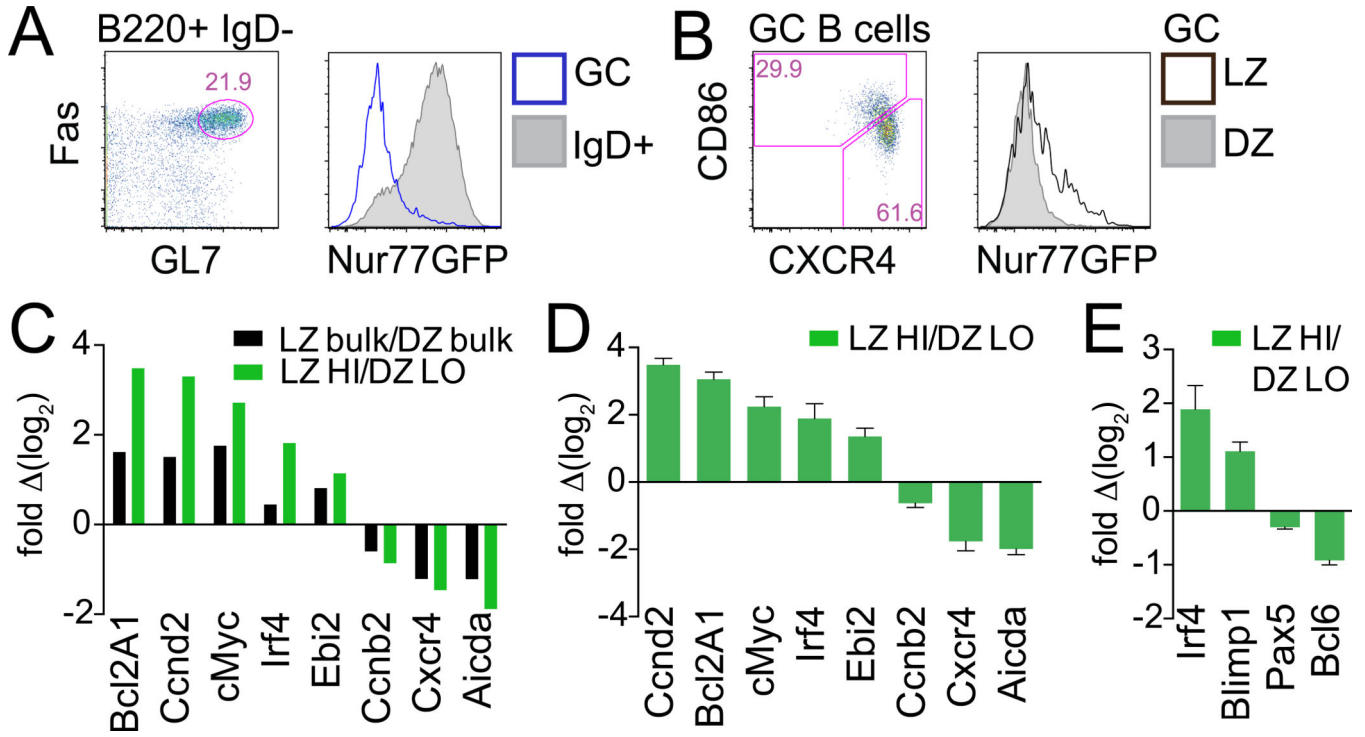 A
B220+ IgD-
21.9
Fas
GL7
Nur77GFP
GC
IgD+
B
GC B cells
29.9
61.6
CD86
CXCR4
Nur77GFP
GC
LZ
DZ
C
LZ bulk/DZ bulk
LZ HI/DZ LO
fold Δ(log2)
4
2
0
-2
Bcl2A1
Ccnd2
cMyc
Irf4
Ebi2
Ccnb2
Cxcr4
Aicda
D
LZ HI/DZ LO
fold Δ(log2)
4
2
0
-2
-4
Ccnd2
Bcl2A1
cMyc
Irf4
Ebi2
Ccnb2
Cxcr4
Aicda
E
LZ HI/
DZ LO
fold Δ(log2)
3
2
1
0
-1
-2
Irf4
Blimp1
Pax5
Bcl6